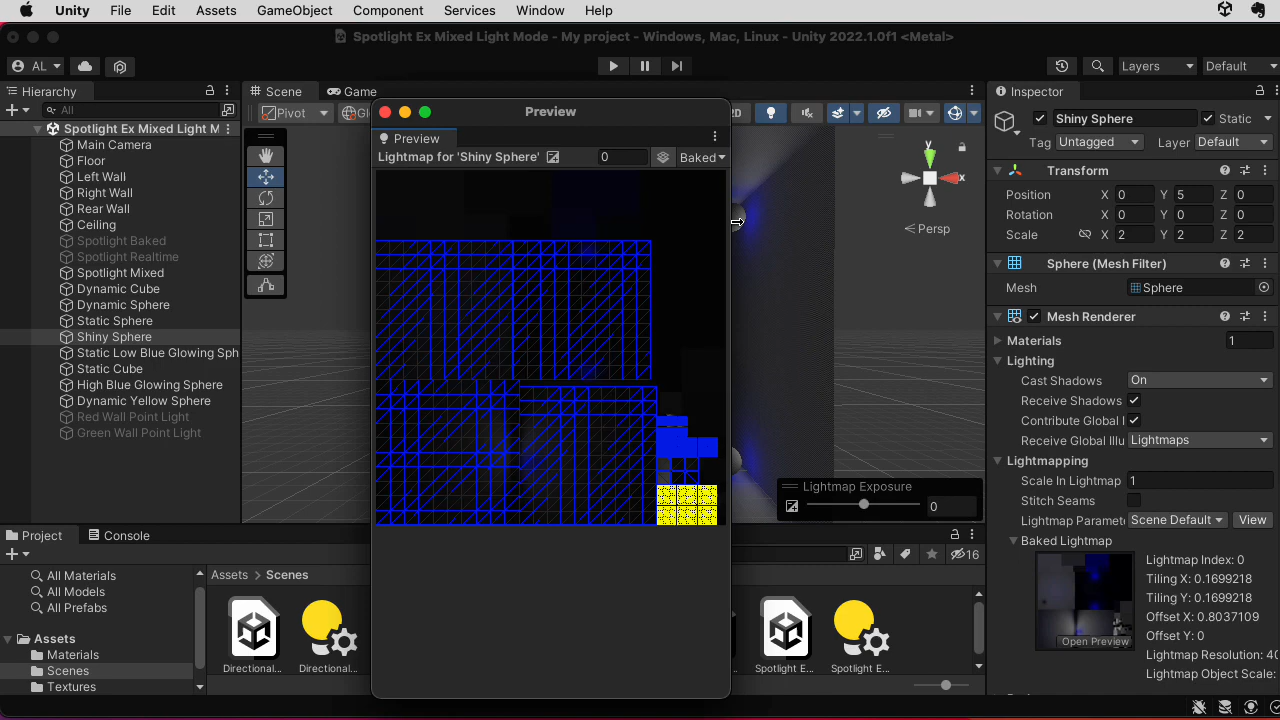 Unity File Edit Assets GameObject Component Services Window Help
Spotlight Ex Mixed Light Mode - My project - Windows, Mac, Linux - Unity 2022.1.0f1 <Metal>
AL Layers Default
Hierarchy
All
Spotlight Ex Mixed Light M
Main Camera
Floor
Left Wall
Right Wall
Rear Wall
Ceiling
Spotlight Baked
Spotlight Realtime
Spotlight Mixed
Dynamic Cube
Dynamic Sphere
Static Sphere
Shiny Sphere
Static Low Blue Glowing Sph
Static Cube
High Blue Glowing Sphere
Dynamic Yellow Sphere
Red Wall Point Light
Green Wall Point Light
Scene Game
Pivot Glo 2D
Preview
Preview
Lightmap for 'Shiny Sphere' 0 Baked
y
x
Persp
Lightmap Exposure
0
Inspector
Shiny Sphere Static
Tag Untagged Layer Default
Transform
Position X 0 Y 5 Z 0
Rotation X 0 Y 0 Z 0
Scale X 2 Y 2 Z 2
Sphere (Mesh Filter)
Mesh Sphere
Mesh Renderer
Materials 1
Lighting
Cast Shadows On
Receive Shadows
Contribute Global I
Receive Global Illu Lightmaps
Lightmapping
Scale In Lightmap 1
Stitch Seams
Lightmap Paramete Scene Default View
Baked Lightmap
Open Preview
Lightmap Index: 0
Tiling X: 0.1699218
Tiling Y: 0.1699218
Offset X: 0.8037109
Offset Y: 0
Lightmap Resolution: 40
Lightmap Object Scale:
Project Console
16
All Materials
All Models
All Prefabs
Assets
Materials
Scenes
Textures
Assets > Scenes
Directional... Directional... Spotlight E... Spotlight E...